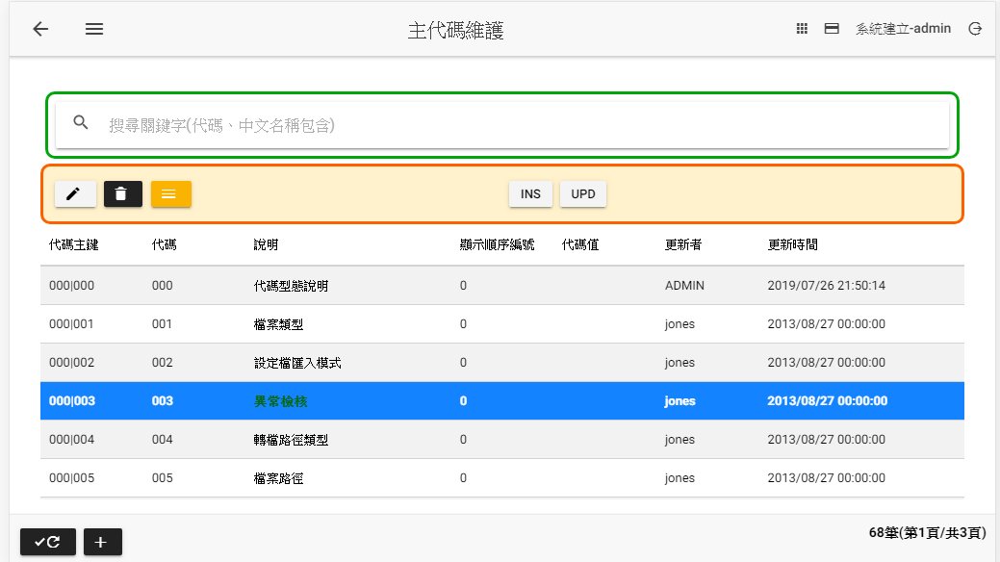 主代碼維護
系統建立-admin
搜尋關鍵字(代碼、中文名稱包含)
INS UPD
代碼主鍵 代碼 說明 顯示順序編號 代碼值 更新者 更新時間
000|000 000 代碼型態說明 0 ADMIN 2019/07/26 21:50:14
000|001 001 檔案類型 0 jones 2013/08/27 00:00:00
000|002 002 設定檔匯入模式 0 jones 2013/08/27 00:00:00
000|003 003 異常檢核 0 jones 2013/08/27 00:00:00
000|004 004 轉檔路徑類型 0 jones 2013/08/27 00:00:00
000|005 005 檔案路徑 0 jones 2013/08/27 00:00:00
68筆(第1頁/共3頁)